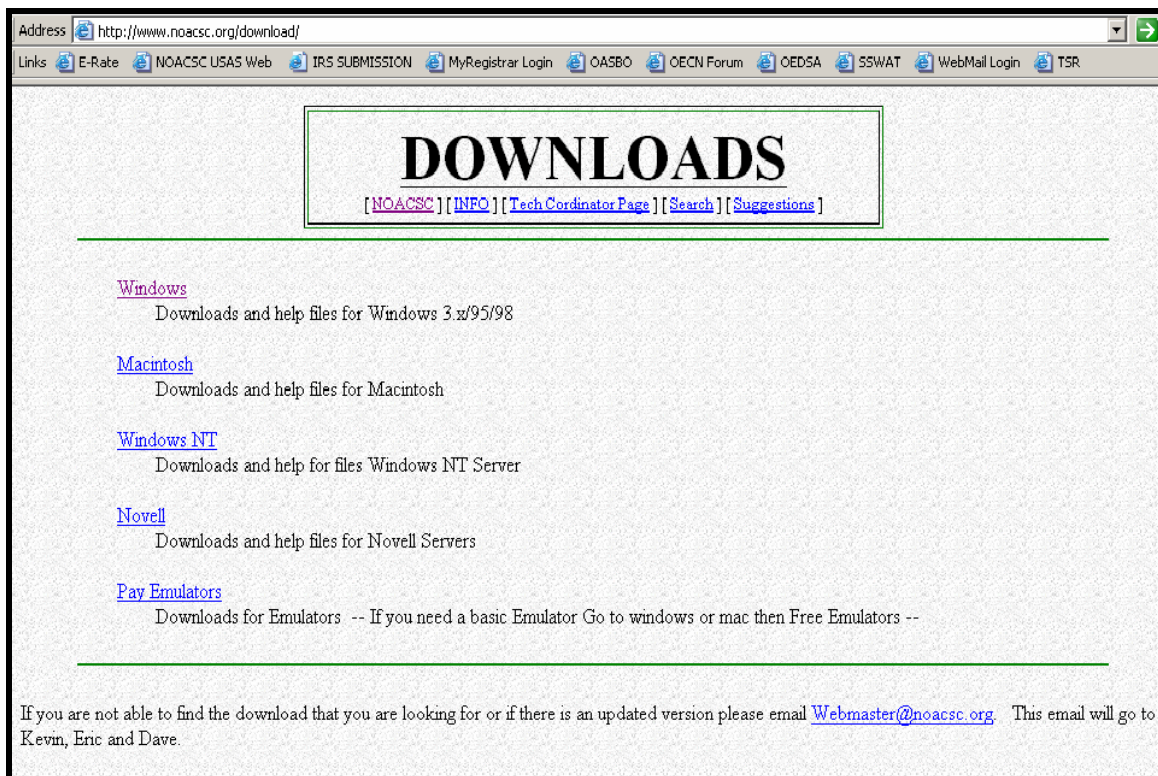 Address http://www.noacsc.org/download/
Links E-Rate NOACSC USAS Web IRS SUBMISSION MyRegistrar Login OASBO OECN Forum OEDSA SSWAT WebMail Login TSR
DOWNLOADS
[ NOACSC ] [ INFO ] [ Tech Cordinator Page ] [ Search ] [ Suggestions ]
Windows
Downloads and help files for Windows 3.x/95/98
Macintosh
Downloads and help files for Macintosh
Windows NT
Downloads and help for files Windows NT Server
Novell
Downloads and help files for Novell Servers
Pay Emulators
Downloads for Emulators -- If you need a basic Emulator Go to windows or mac then Free Emulators --
If you are not able to find the download that you are looking for or if there is an updated version please email Webmaster@noacsc.org. This email will go to
Kevin, Eric and Dave.